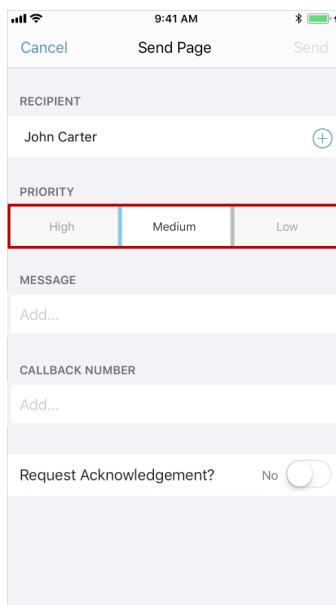 9:41 AM
Cancel Send Page Send
RECIPIENT
John Carter
PRIORITY
High Medium Low
MESSAGE
Add...
CALLBACK NUMBER
Add...
Request Acknowledgement? No